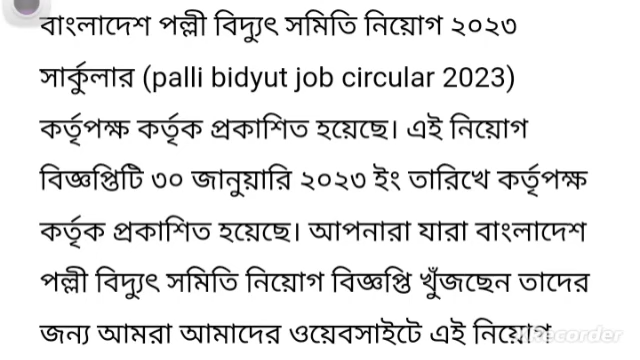 বাংলাদেশ পল্লী বিদ্যুৎ সমিতি নিয়োগ ২০২৩
সার্কুলার (palli bidyut job circular 2023)
কর্তৃপক্ষ কর্তৃক প্রকাশিত হয়েছে। এই নিয়োগ
বিজ্ঞপ্তিটি ৩০ জানুয়ারি ২০২৩ ইং তারিখে কর্তৃপক্ষ
কর্তৃক প্রকাশিত হয়েছে। আপনারা যারা বাংলাদেশ
পল্লী বিদ্যুৎ সমিতি নিয়োগ বিজ্ঞপ্তি খুঁজছেন তাদের
জন্য আমরা আমাদের ওয়েবসাইটে এই নিয়োগ
Recorder